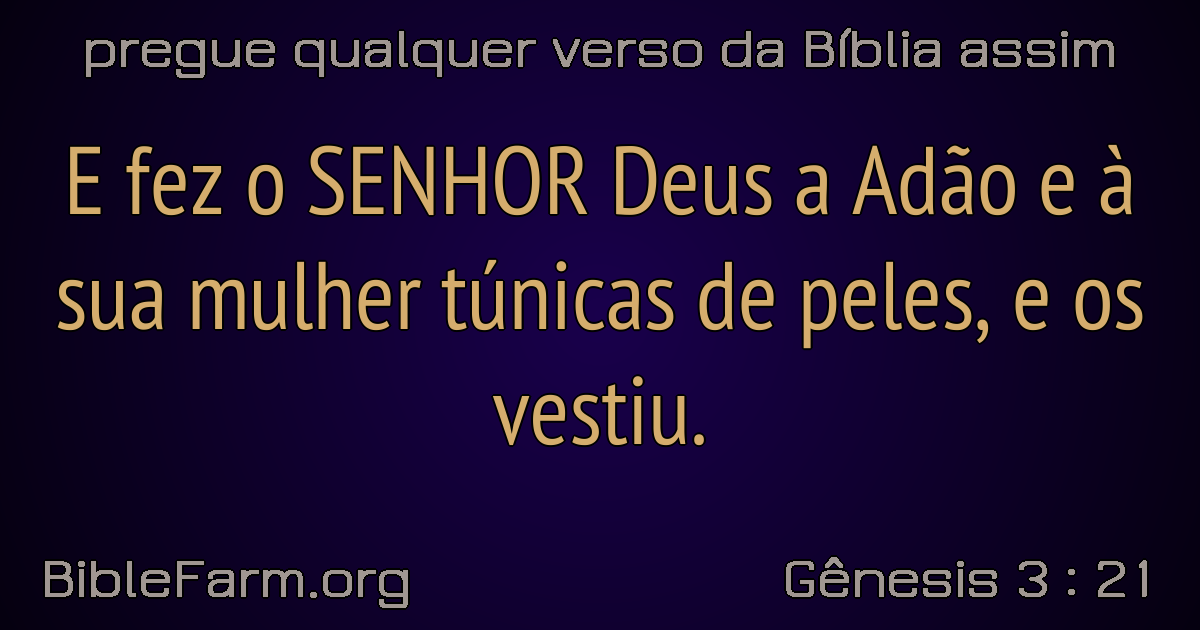 pregue qualquer verso da Bíblia assim
E fez o SENHOR Deus a Adão e à
sua mulher túnicas de peles, e os
vestiu.
BibleFarm.org
Gênesis 3 : 21